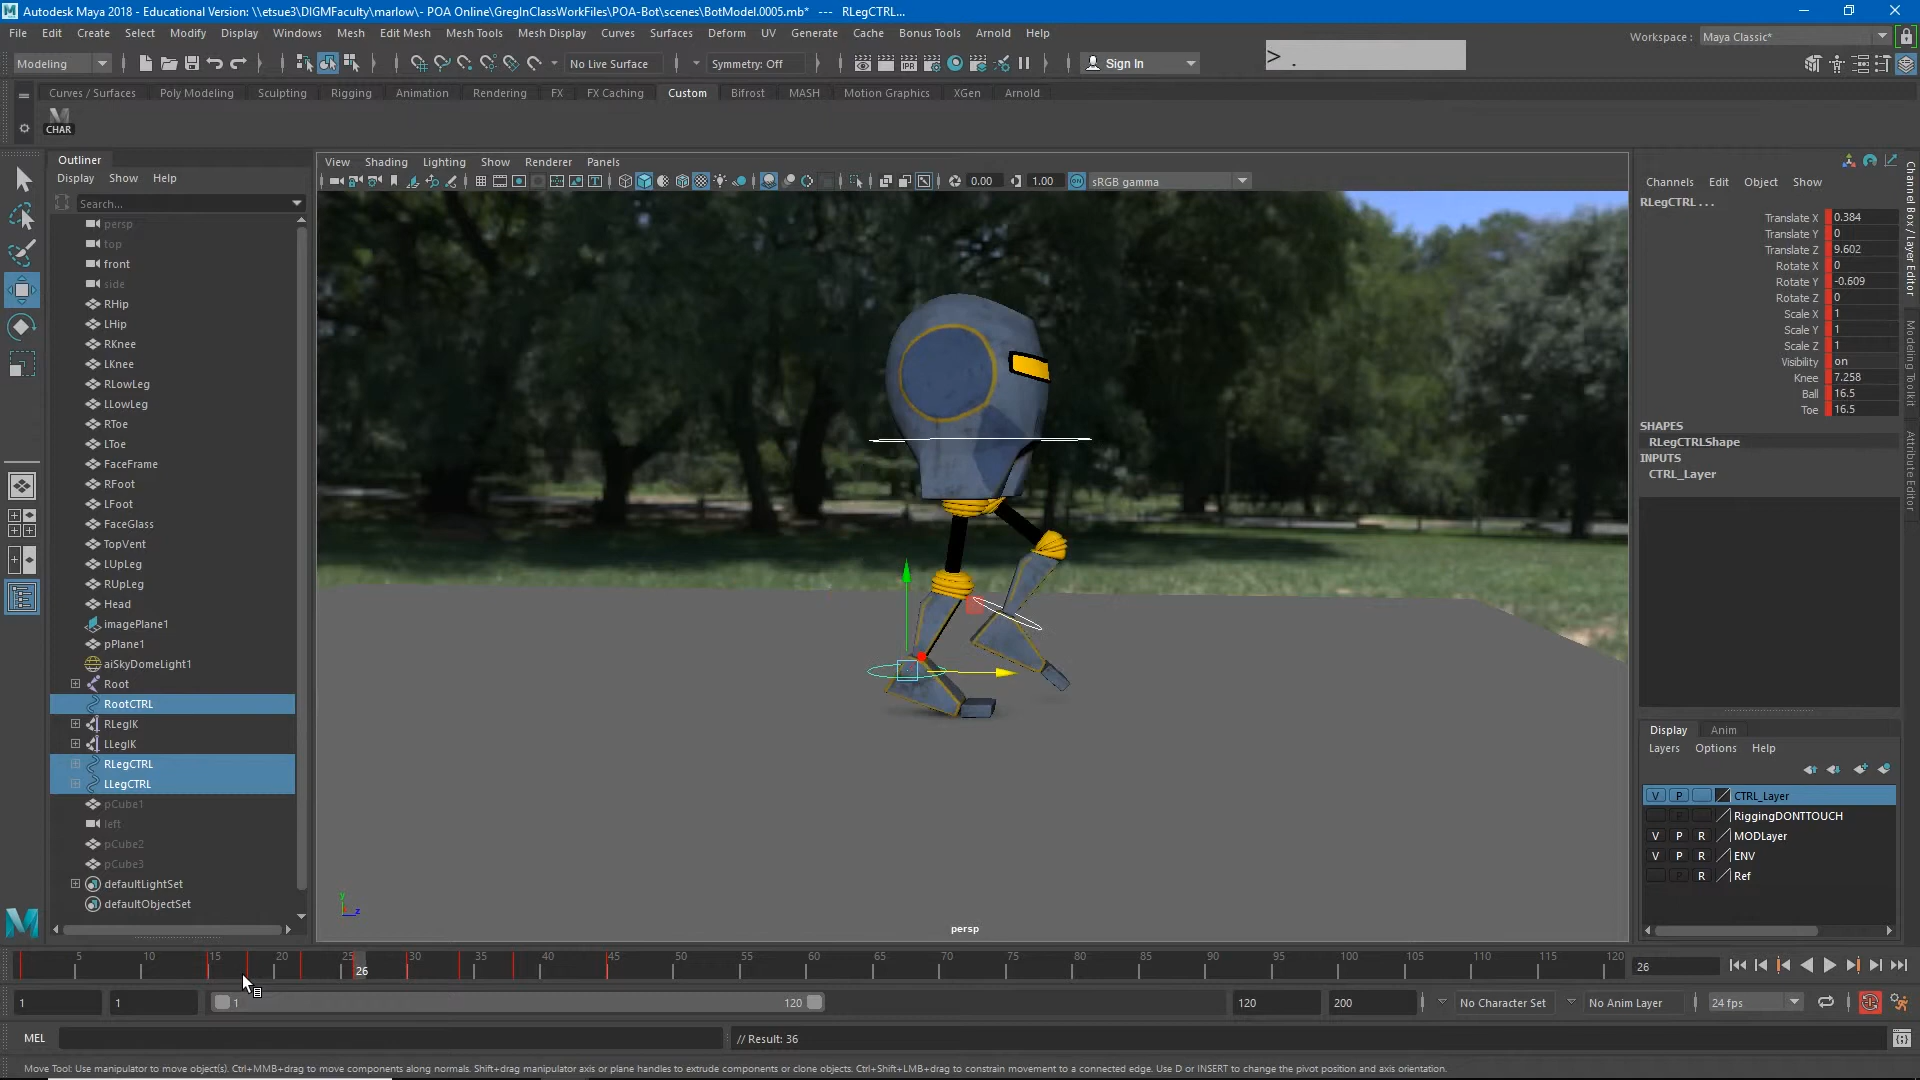 Autodesk Maya 2018 - Educational Version: \\etsue3\DIGMFaculty\marlow\- POA Online\GregInClassWorkFiles\POA-Bot\scenes\BotModel.0005.mb* --- RLegCTRL...
File Edit Create Select Modify Display Windows Mesh Edit Mesh Mesh Tools Mesh Display Curves Surfaces Deform UV Generate Cache Bonus Tools Arnold Help
Workspace : Maya Classic*
Modeling No Live Surface Symmetry: Off Sign In > .
Curves / Surfaces Poly Modeling Sculpting Rigging Animation Rendering FX FX Caching Custom Bifrost MASH Motion Graphics XGen Arnold
CHAR
Outliner
Display Show Help
Search...
persp
top
front
side
RHip
LHip
RKnee
LKnee
RLowLeg
LLowLeg
RToe
LToe
FaceFrame
RFoot
LFoot
FaceGlass
TopVent
LUpLeg
RUpLeg
Head
imagePlane1
pPlane1
aiSkyDomeLight1
Root
RootCTRL
RLegIK
LLegIK
RLegCTRL
LLegCTRL
pCube1
left
pCube2
pCube3
defaultLightSet
defaultObjectSet
View Shading Lighting Show Renderer Panels
0.00 1.00 sRGB gamma
persp
y
z
Channels Edit Object Show
RLegCTRL . . .
Translate X 0.384
Translate Y 0
Translate Z 9.602
Rotate X 0
Rotate Y -0.609
Rotate Z 0
Scale X 1
Scale Y 1
Scale Z 1
Visibility on
Knee 7.258
Ball 16.5
Toe 16.5
SHAPES
RLegCTRLShape
INPUTS
CTRL_Layer
Channel Box / Layer Editor
Modeling Toolkit
Attribute Editor
Display Anim
Layers Options Help
V P CTRL_Layer
P RiggingDONTTOUCH
V P R MODLayer
V P R ENV
P R Ref
5 10 15 20 25 30 35 40 45 50 55 60 65 70 75 80 85 90 95 100 105 110 115 120
26
26
1 1 1 120 120 200 No Character Set No Anim Layer 24 fps
MEL // Result: 36
Move Tool: Use manipulator to move object(s). Ctrl+MMB+drag to move components along normals. Shift+drag manipulator axis or plane handles to extrude components or clone objects. Ctrl+Shift+LMB+drag to constrain movement to a connected edge. Use D or INSERT to change the pivot position and axis orientation.